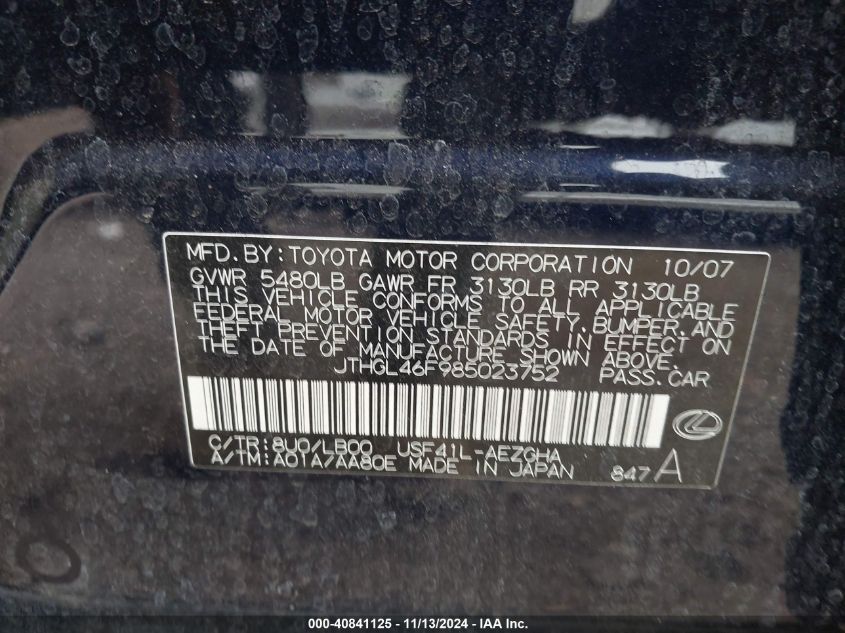 MFD.BY:TOYOTA MOTOR CORPORATION 10/07
GVWR 5480LB GAWR FR 3130LB RR 3130LB
THIS VEHICLE CONFORMS TO ALL APPLICABLE
FEDERAL MOTOR VEHICLE SAFETY,BUMPER,AND
THEFT PREVENTION STANDARDS IN EFFECT ON
THE DATE OF MANUFACTURE SHOWN ABOVE.
JTHGL46F985023752 PASS.CAR
C/TR:8U0/LB00 USF41L-AEZGHA
A/TM:A01A/AA80E MADE IN JAPAN 847A
000-40841125 - 11/13/2024 - IAA Inc.